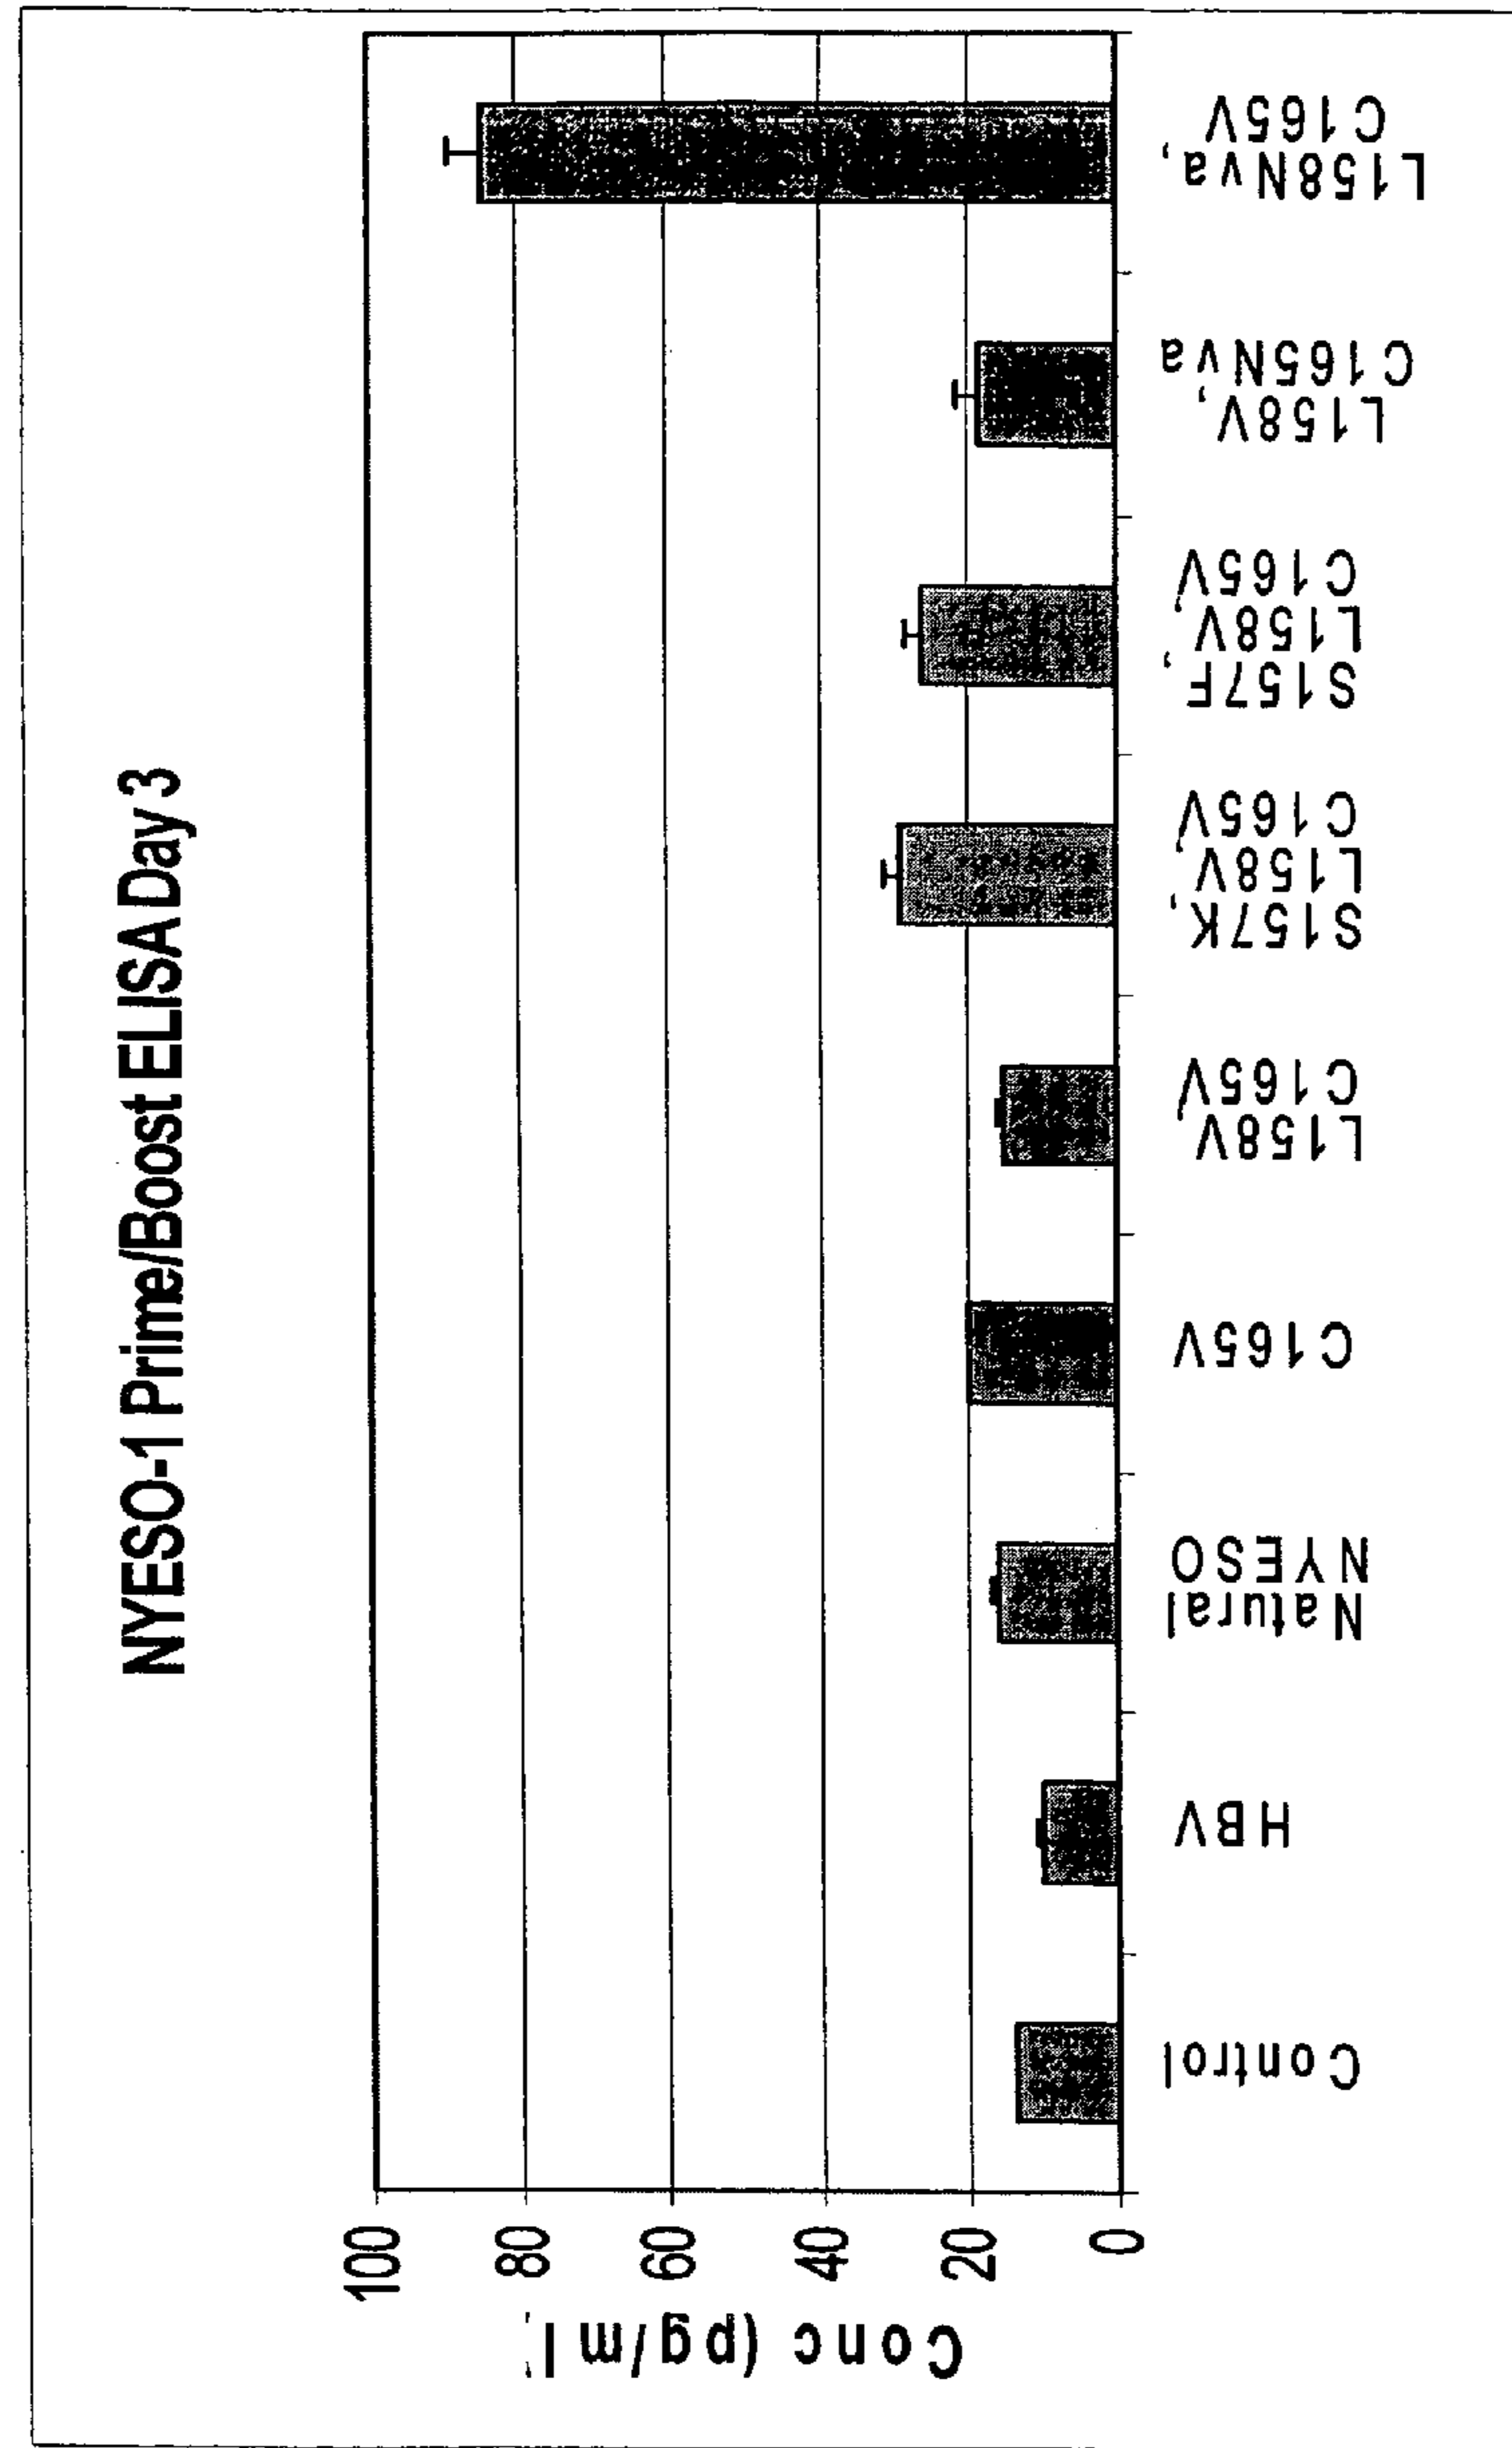 NYESO-1 Prime/Boost ELISA Day 3
Conc (pg/ml
100
80
60
40
20
0
Control
HBV
Natural
NYESO
C165V
L158V,
C165V
S157K,
L158V,
C165V
S157F,
L158V,
C165V
L158V,
C165Nva
L158Nva,
C165V